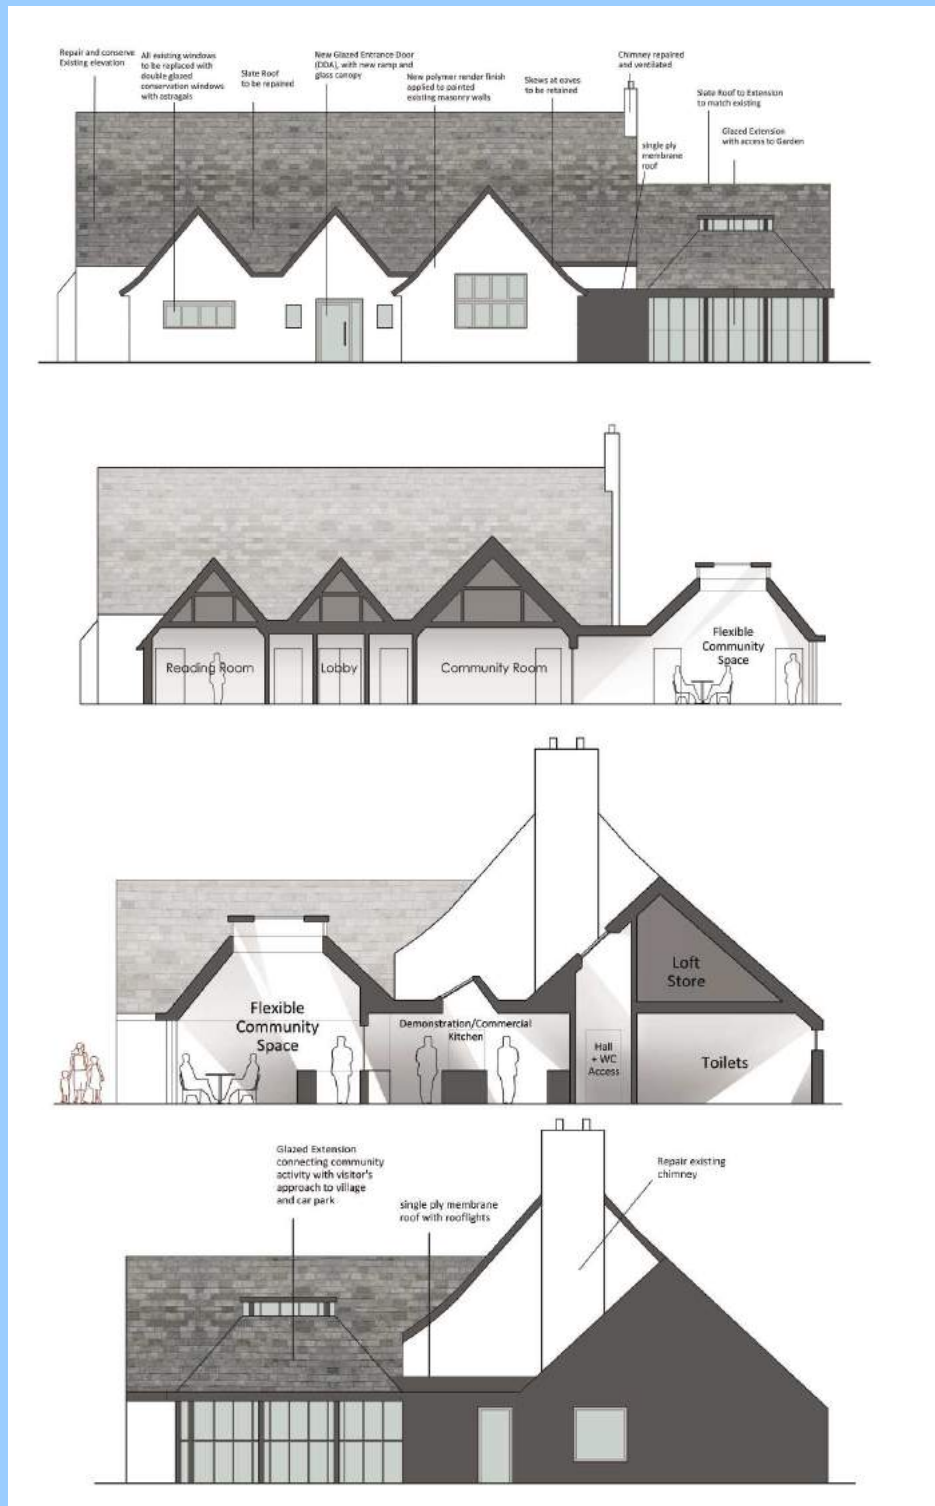 Repair and conserve
Existing elevation
All existing windows
to be replaced with
double glazed
conservation windows
with astragals
Slate Roof
to be repaired
New Glazed Entrance Door
(DDA), with new ramp and
glass canopy
New polymer render finish
applied to painted
existing masonry walls
Skews at eaves
to be retained
Chimney repaired
and ventilated
single ply
membrane
roof
Slate Roof to Extension
to match existing
Glazed Extension
with access to Garden
Reading Room
Lobby
Community Room
Flexible
Community
Space
Flexible
Community
Space
Demonstration/Commercial
Kitchen
Hall
+ WC
Access
Loft
Store
Toilets
Glazed Extension
connecting community
activity with visitor's
approach to village
and car park
single ply membrane
roof with rooflights
Repair existing
chimney